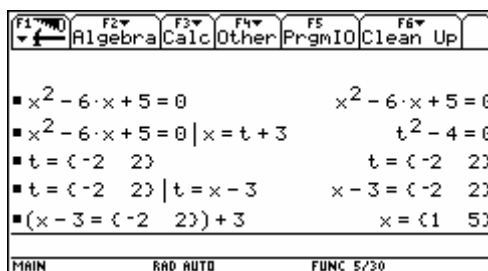 F1 F2 F3 F4 F5 F6
Algebra Calc Other PrgmIO Clean Up
x² - 6·x + 5 = 0 x² - 6·x + 5 = 0
x² - 6·x + 5 = 0 | x = t + 3 t² - 4 = 0
t = {-2 2} t = {-2 2}
t = {-2 2} | t = x - 3 x - 3 = {-2 2}
(x - 3 = {-2 2}) + 3 x = {1 5}
MAIN RAD AUTO FUNC 5/30